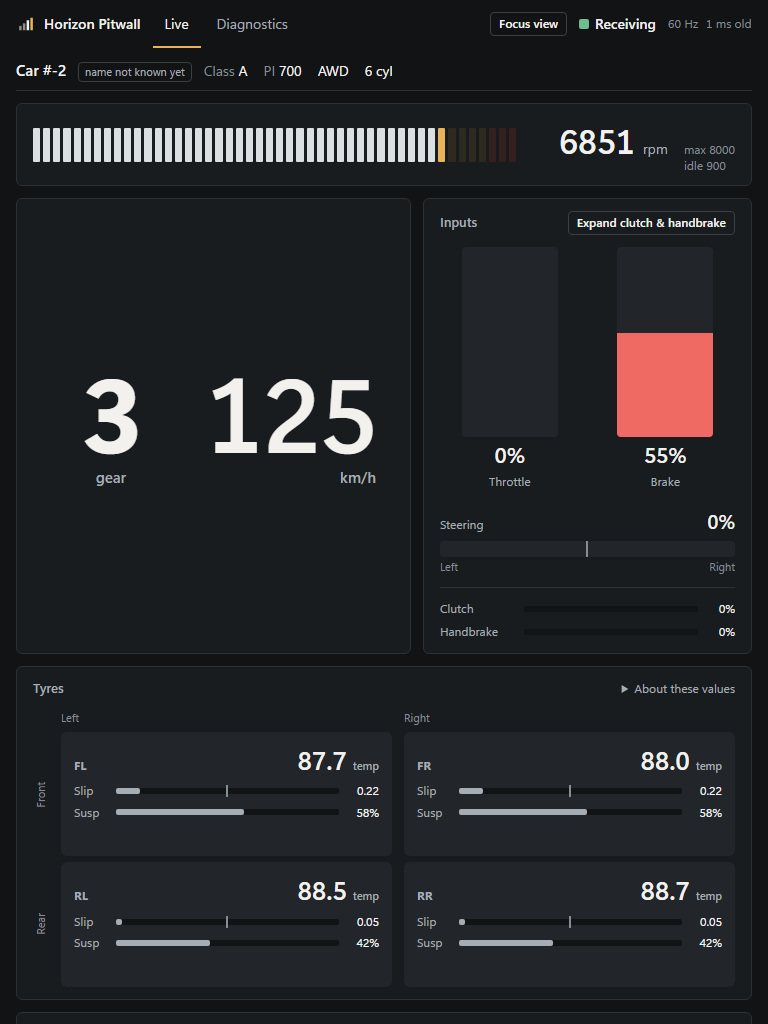 Horizon Pitwall Live Diagnostics Focus view Receiving 60 Hz 1 ms old
Car #-2 name not known yet Class A PI 700 AWD 6 cyl
6851 rpm max 8000
idle 900
Inputs Expand clutch & handbrake
3 125
gear km/h
0% 55%
Throttle Brake
Steering 0%
Left Right
Clutch 0%
Handbrake 0%
Tyres ▶ About these values
Left Right
Front
FL 87.7 temp
Slip 0.22
Susp 58%
FR 88.0 temp
Slip 0.22
Susp 58%
Rear
RL 88.5 temp
Slip 0.05
Susp 42%
RR 88.7 temp
Slip 0.05
Susp 42%